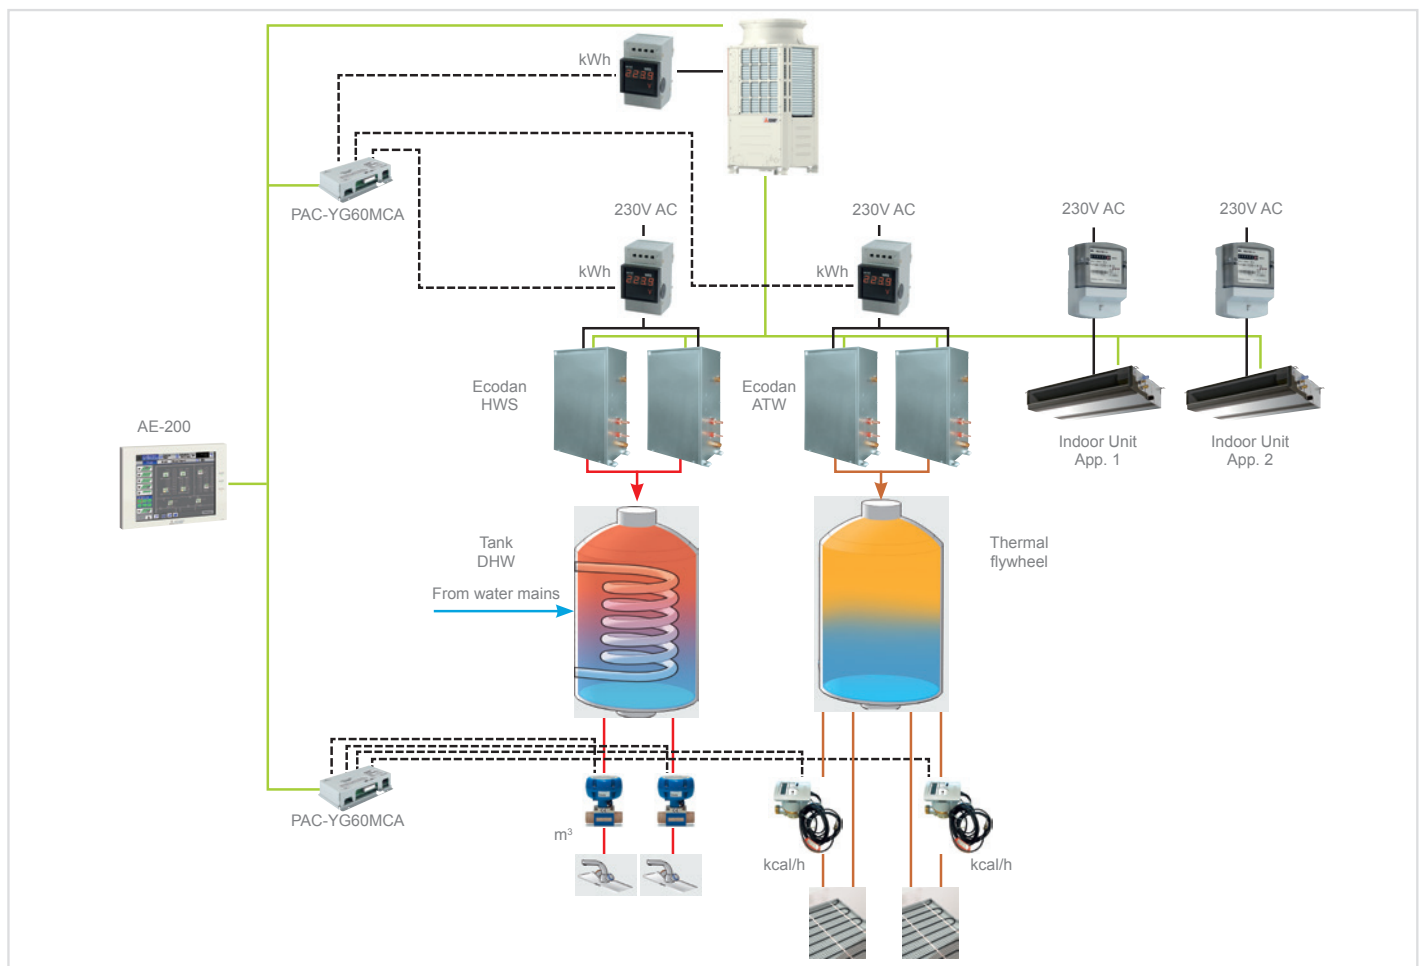 kWh
PAC-YG60MCA
230V AC
230V AC
230V AC
230V AC
kWh
kWh
Ecodan
HWS
Ecodan
ATW
AE-200
Indoor Unit
App. 1
Indoor Unit
App. 2
Tank
DHW
Thermal
flywheel
From water mains
PAC-YG60MCA
m³
kcal/h
kcal/h